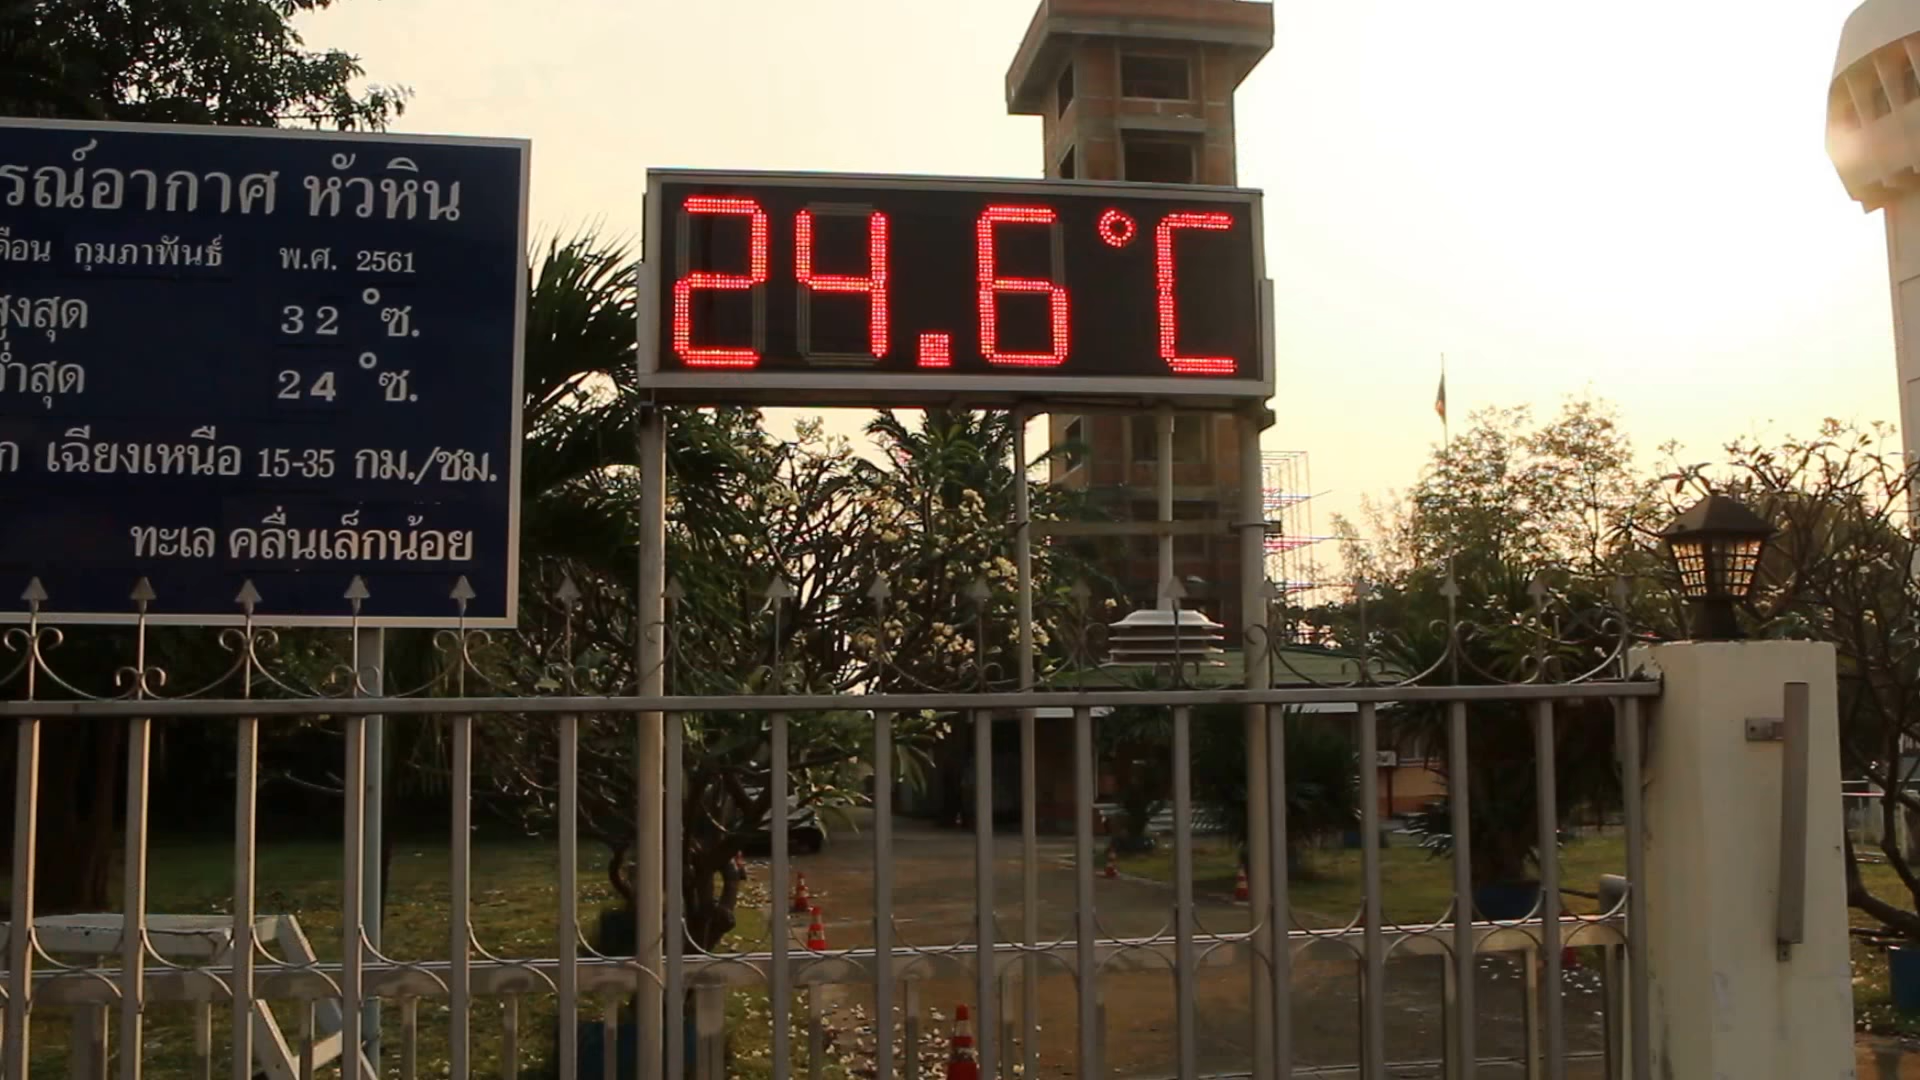 รณ์อากาศ หัวหิน
เดือน กุมภาพันธ์ พ.ศ. 2561
สูงสุด 32 °ซ.
ต่ำสุด 24 °ซ.
เฉียงเหนือ 15-35 กม./ชม.
ทะเล คลื่นเล็กน้อย
24.6°C